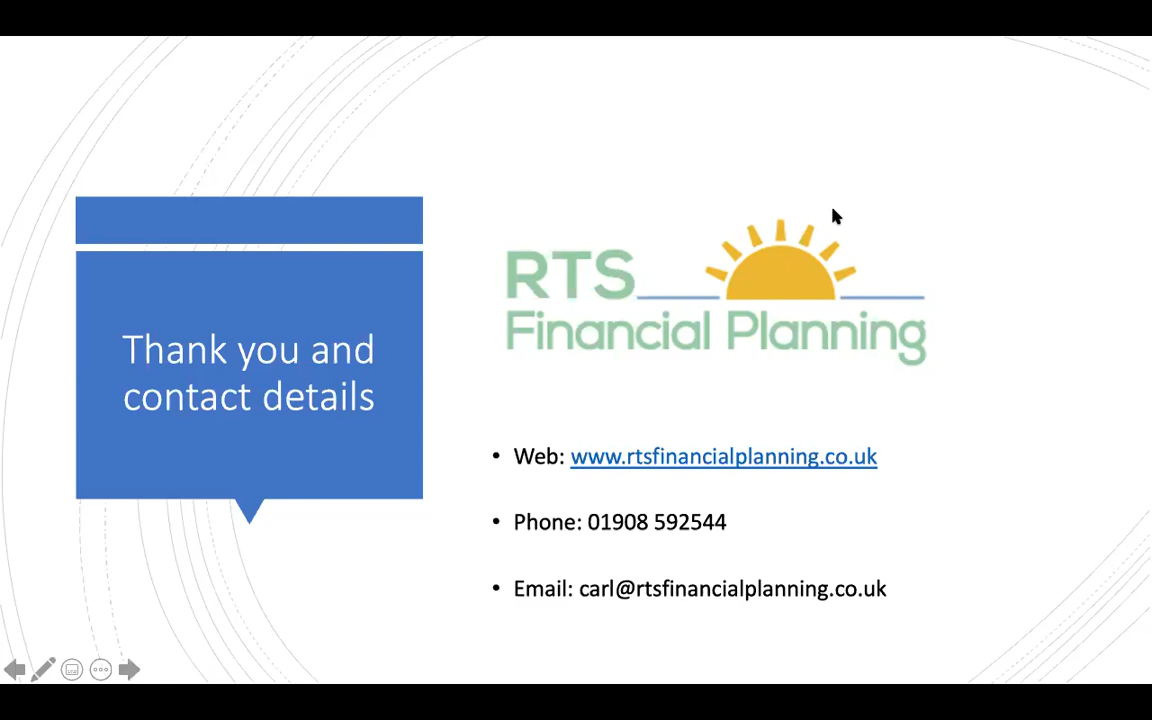 Thank you and
contact details
RTS
Financial Planning
• Web: www.rtsfinancialplanning.co.uk
• Phone: 01908 592544
• Email: carl@rtsfinancialplanning.co.uk